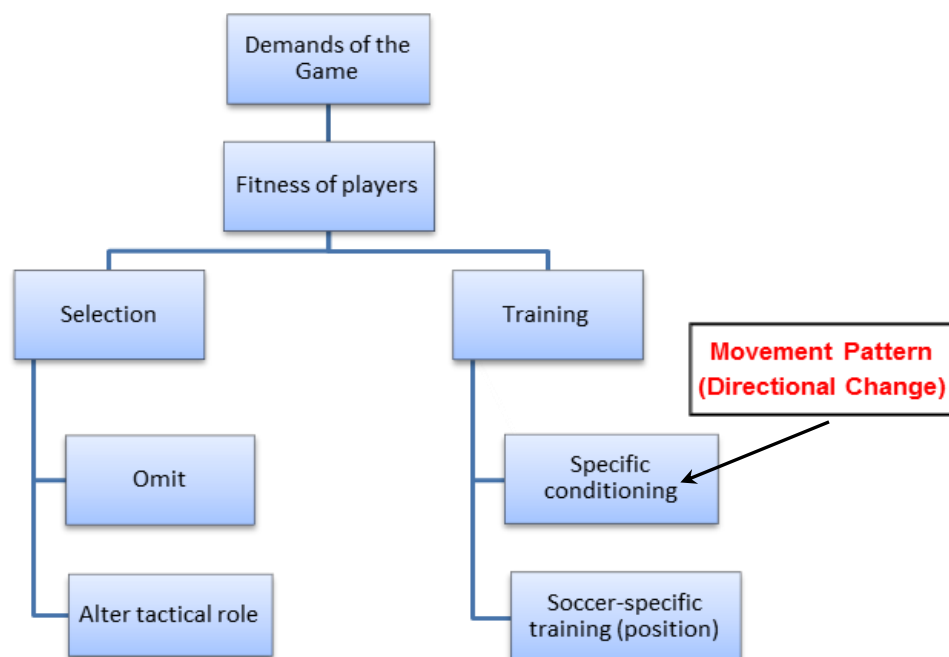 Demands of the
Game
Fitness of players
Selection
Training
Movement Pattern
(Directional Change)
Omit
Specific
conditioning
Alter tactical role
Soccer-specific
training (position)